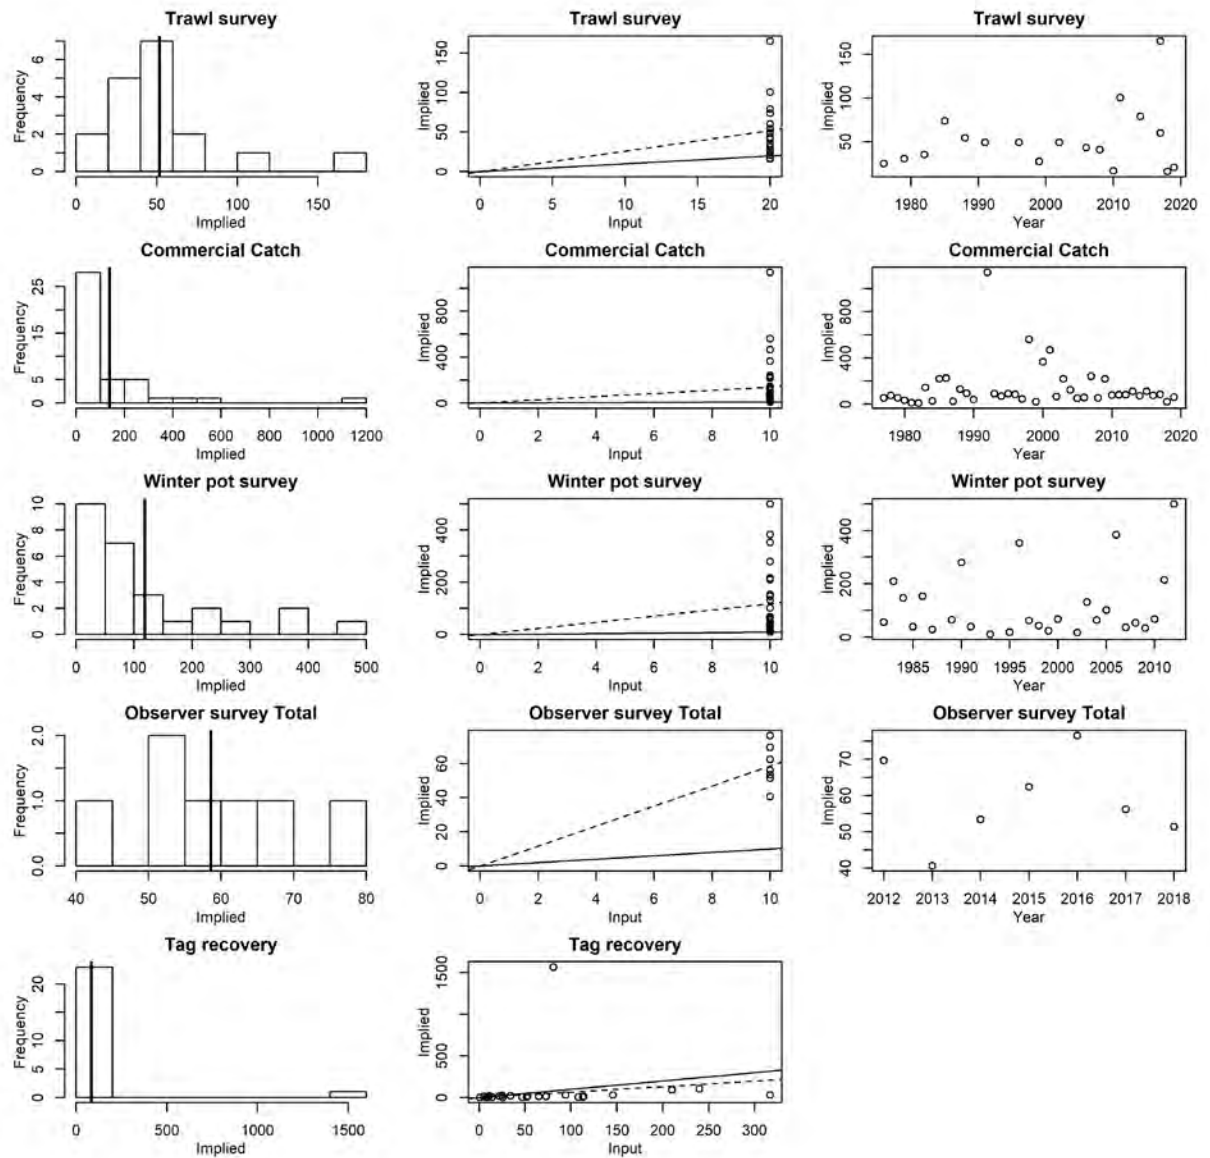 Trawl survey
Frequency
0 2 4 6
0 50 100 150
Implied
Trawl survey
Implied
0 50 100 150
0 5 10 15 20
Input
Trawl survey
Implied
50 100 150
1980 1990 2000 2010 2020
Year
Commercial Catch
Frequency
0 5 15 25
0 200 400 600 800 1000 1200
Implied
Commercial Catch
Implied
0 400 800
0 2 4 6 8 10
Input
Commercial Catch
Implied
0 400 800
1980 1990 2000 2010 2020
Year
Winter pot survey
Frequency
0 2 4 6 8 10
0 100 200 300 400 500
Implied
Winter pot survey
Implied
0 200 400
0 2 4 6 8 10
Input
Winter pot survey
Implied
0 200 400
1985 1990 1995 2000 2005 2010
Year
Observer survey Total
Frequency
0.0 1.0 2.0
40 50 60 70 80
Implied
Observer survey Total
Implied
0 20 40 60
0 2 4 6 8 10
Input
Observer survey Total
Implied
40 50 60 70
2012 2013 2014 2015 2016 2017 2018
Year
Tag recovery
Frequency
0 5 10 20
0 500 1000 1500
Implied
Tag recovery
Implied
0 500 1500
0 50 100 150 200 250 300
Input